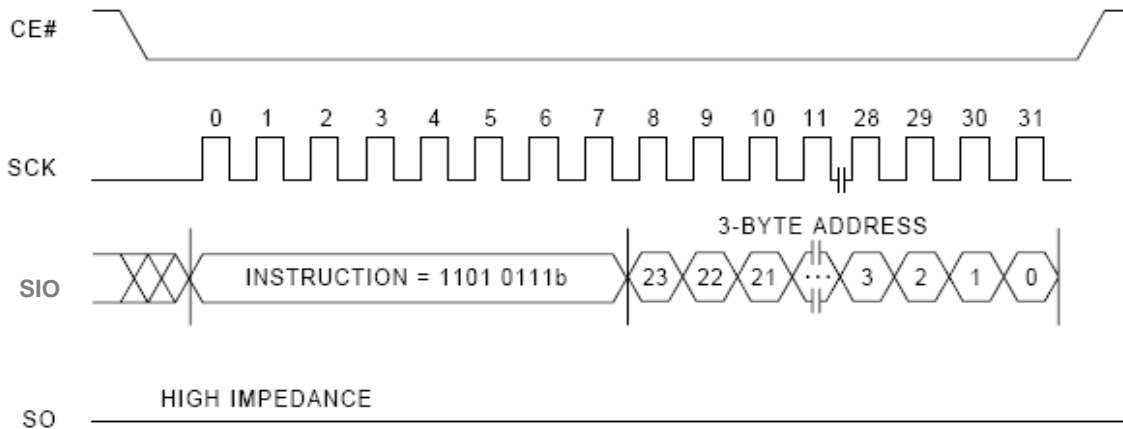 CE#
0 1 2 3 4 5 6 7 8 9 10 11 28 29 30 31
SCK
3-BYTE ADDRESS
SIO INSTRUCTION = 1101 0111b 23 22 21 ... 3 2 1 0
HIGH IMPEDANCE
SO